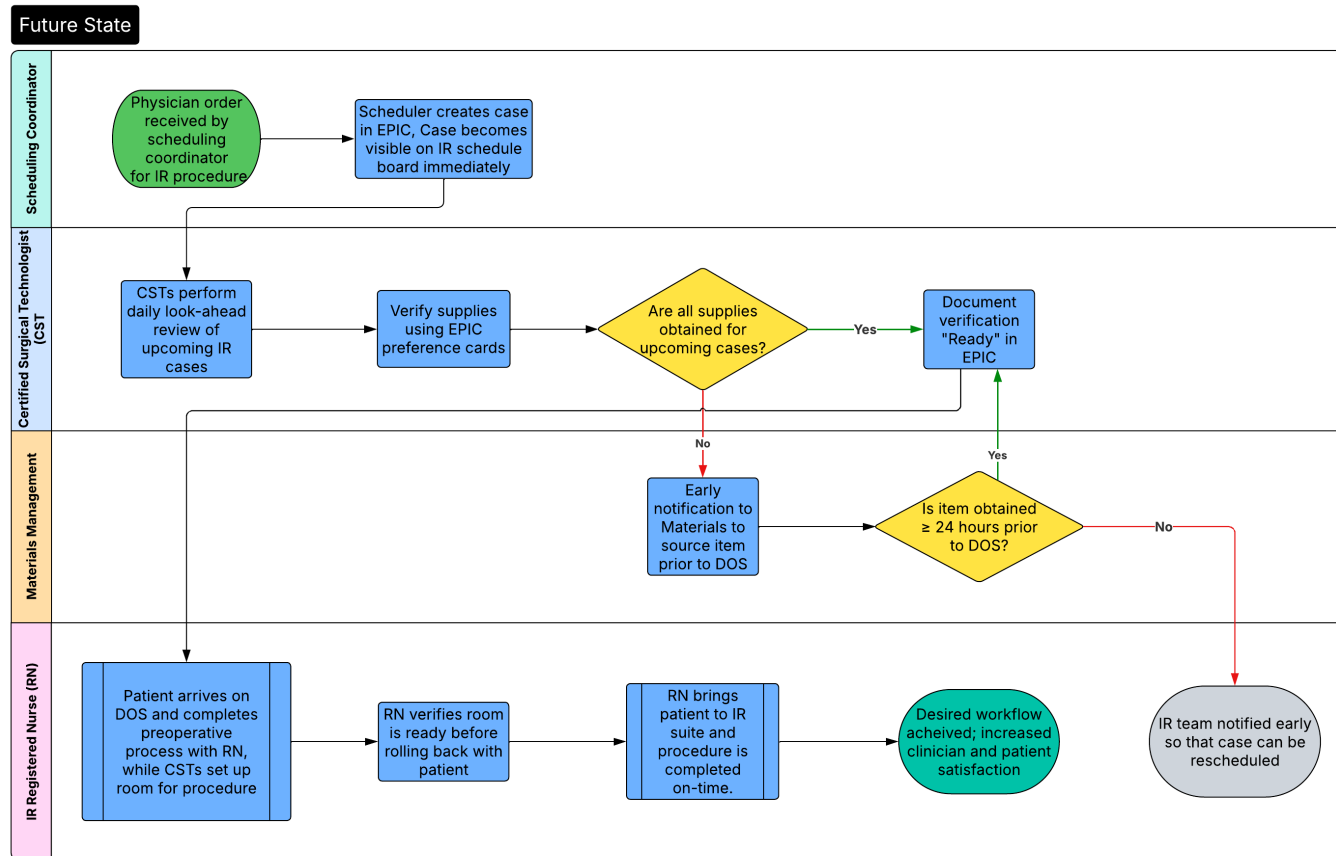 Future State
Scheduling Coordinator
Physician order
received by
scheduling
coordinator
for IR procedure
Scheduler creates case
in EPIC, Case becomes
visible on IR schedule
board immediately
Certified Surgical Technologist
(CST
CSTs perform
daily look-ahead
review of
upcoming IR
cases
Verify supplies
using EPIC
preference cards
Are all supplies
obtained for
upcoming cases?
Yes
Document
verification
"Ready" in
EPIC
No
Yes
Materials Management
Early
notification to
Materials to
source item
prior to DOS
Is item obtained
≥ 24 hours prior
to DOS?
No
IR Registered Nurse (RN)
Patient arrives on
DOS and completes
preoperative
process with RN,
while CSTs set up
room for procedure
RN verifies room
is ready before
rolling back with
patient
RN brings
patient to IR
suite and
procedure is
completed
on-time.
Desired workflow
acheived; increased
clinician and patient
satisfaction
IR team notified early
so that case can be
rescheduled